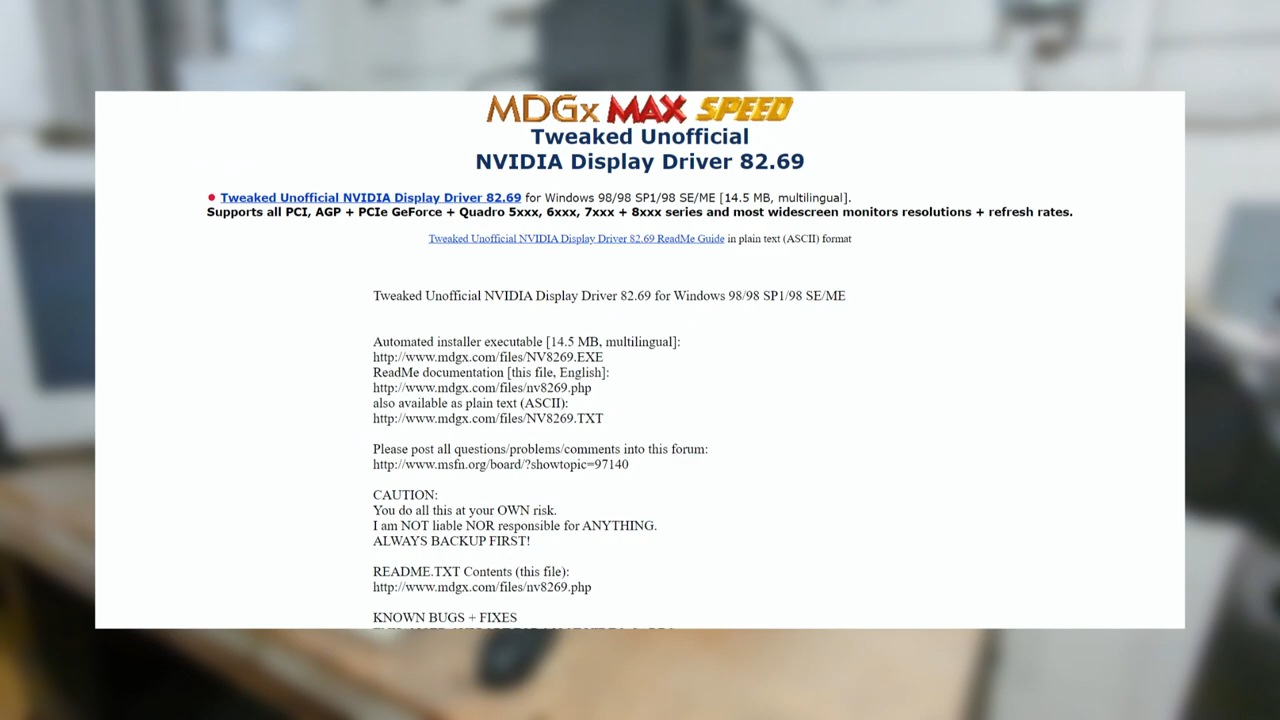 MDGx MAX SPEED
Tweaked Unofficial
NVIDIA Display Driver 82.69
Tweaked Unofficial NVIDIA Display Driver 82.69 for Windows 98/98 SP1/98 SE/ME [14.5 MB, multilingual].
Supports all PCI, AGP + PCIe GeForce + Quadro 5xxx, 6xxx, 7xxx + 8xxx series and most widescreen monitors resolutions + refresh rates.
Tweaked Unofficial NVIDIA Display Driver 82.69 ReadMe Guide in plain text (ASCII) format
Tweaked Unofficial NVIDIA Display Driver 82.69 for Windows 98/98 SP1/98 SE/ME
Automated installer executable [14.5 MB, multilingual]:
http://www.mdgx.com/files/NV8269.EXE
ReadMe documentation [this file, English]:
http://www.mdgx.com/files/nv8269.php
also available as plain text (ASCII):
http://www.mdgx.com/files/NV8269.TXT
Please post all questions/problems/comments into this forum:
http://www.msfn.org/board/?showtopic=97140
CAUTION:
You do all this at your OWN risk.
I am NOT liable NOR responsible for ANYTHING.
ALWAYS BACKUP FIRST!
README.TXT Contents (this file):
http://www.mdgx.com/files/nv8269.php
KNOWN BUGS + FIXES